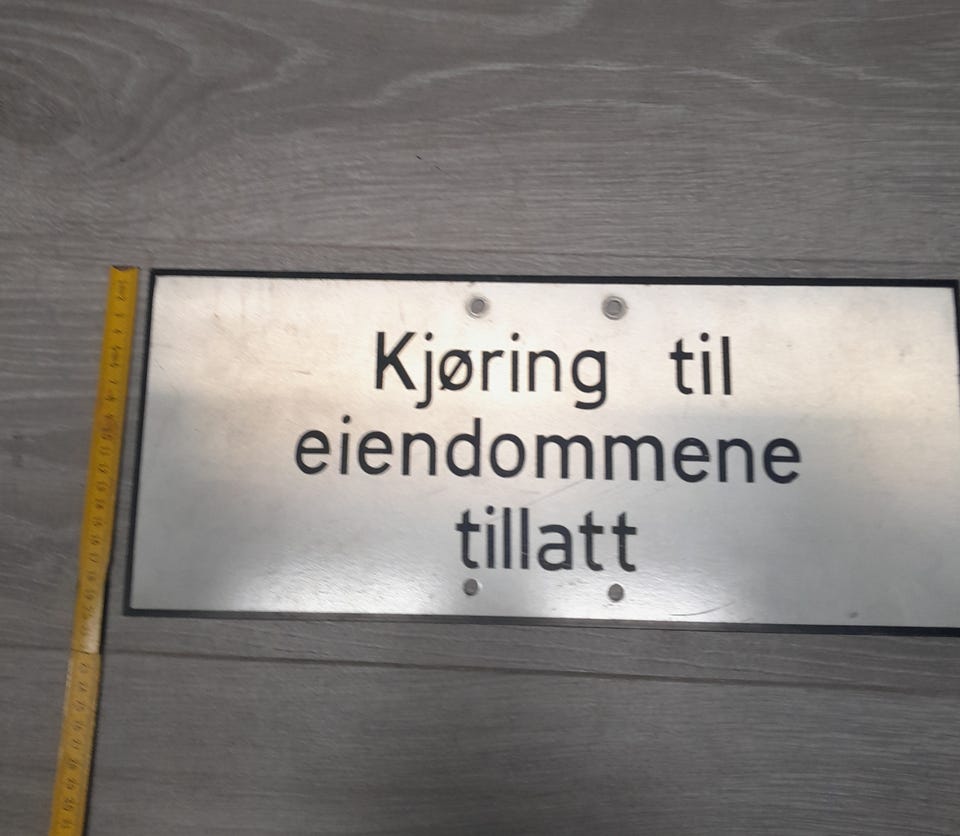 Kjøring til
eiendommene
tillatt